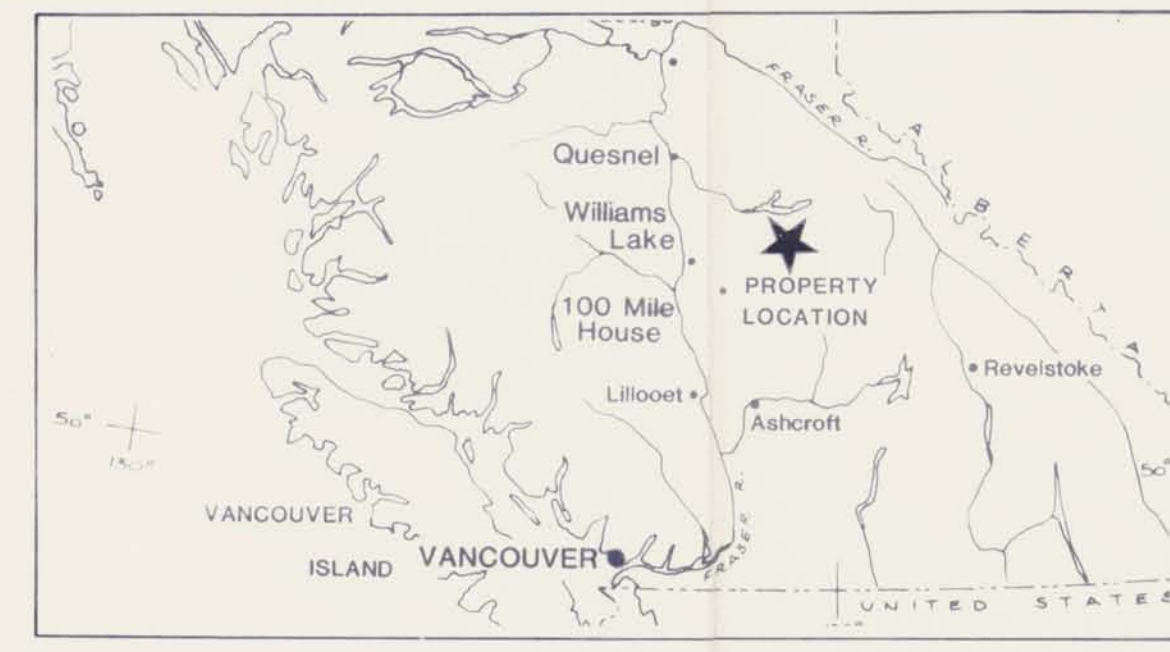 FRASER R.
ALBERTA
Quesnel
Williams
Lake
PROPERTY
LOCATION
100 Mile
House
Revelstoke
Lillooet
Ashcroft
50°
130°
50°
VANCOUVER
ISLAND
VANCOUVER
FRASER R.
UNITED STATES